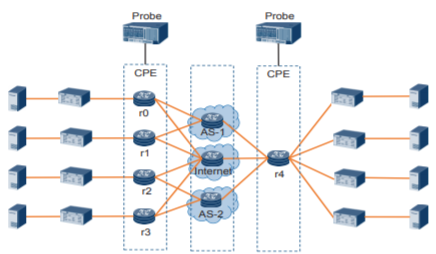 Probe
Probe
CPE
CPE
r0
AS-1
r1
Internet
r4
r2
AS-2
r3